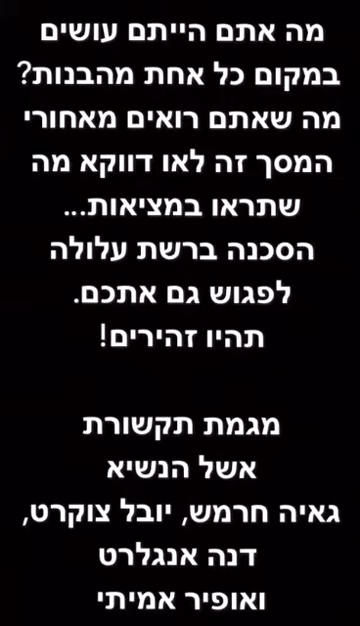 מה אתם הייתם עושים
במקום כל אחת מהבנות?
מה שאתם רואים מאחורי
המסך זה לאו דווקא מה
שתראו במציאות...
הסכנה ברשת עלולה
לפגוש גם אתכם.
תהיו זהירים!
מגמת תקשורת
אשל הנשיא
גאיה חרמש, יובל צוקרט,
דנה אנגלרט
ואופיר אמיתי